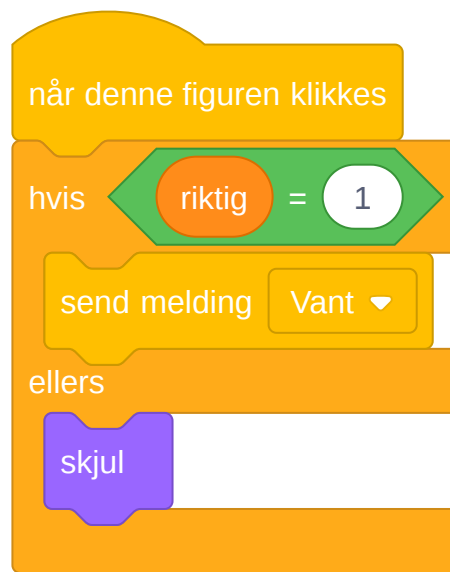 når denne figuren klikkes
hvis riktig = 1
send melding Vant
ellers
skjul